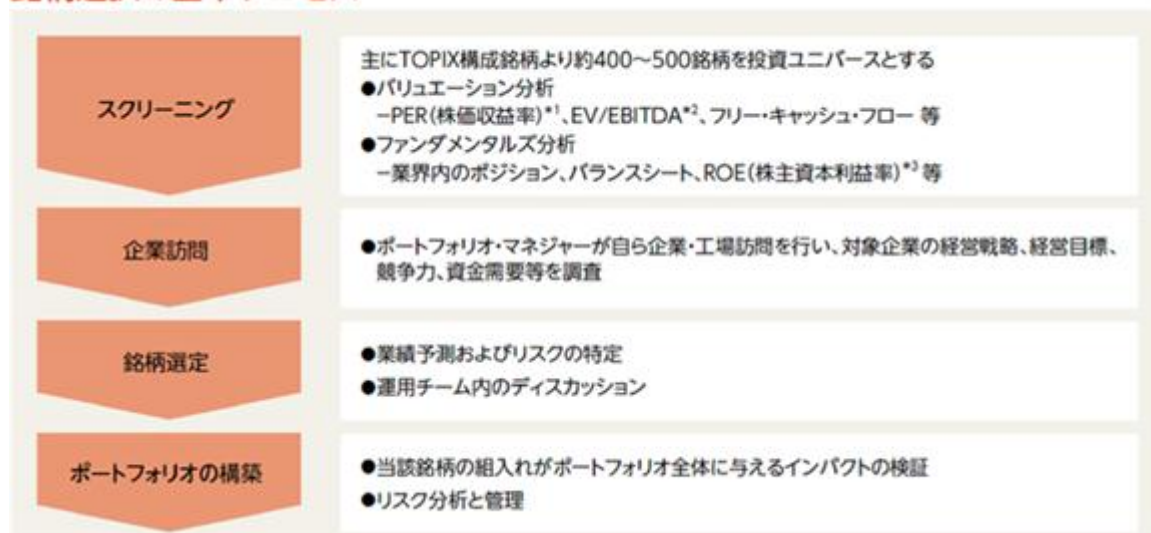 スクリーニング
主にTOPIX構成銘柄より約400～500銘柄を投資ユニバースとする
●バリュエーション分析
−PER(株価収益率)*1、EV/EBITDA*2、フリー・キャッシュ・フロー 等
●ファンダメンタルズ分析
−業界内のポジション、バランスシート、ROE(株主資本利益率)*3 等
企業訪問
●ポートフォリオ・マネジャーが自ら企業・工場訪問を行い、対象企業の経営戦略、経営目標、
競争力、資金需要等を調査
銘柄選定
●業績予測およびリスクの特定
●運用チーム内のディスカッション
ポートフォリオの構築
●当該銘柄の組入れがポートフォリオ全体に与えるインパクトの検証
●リスク分析と管理